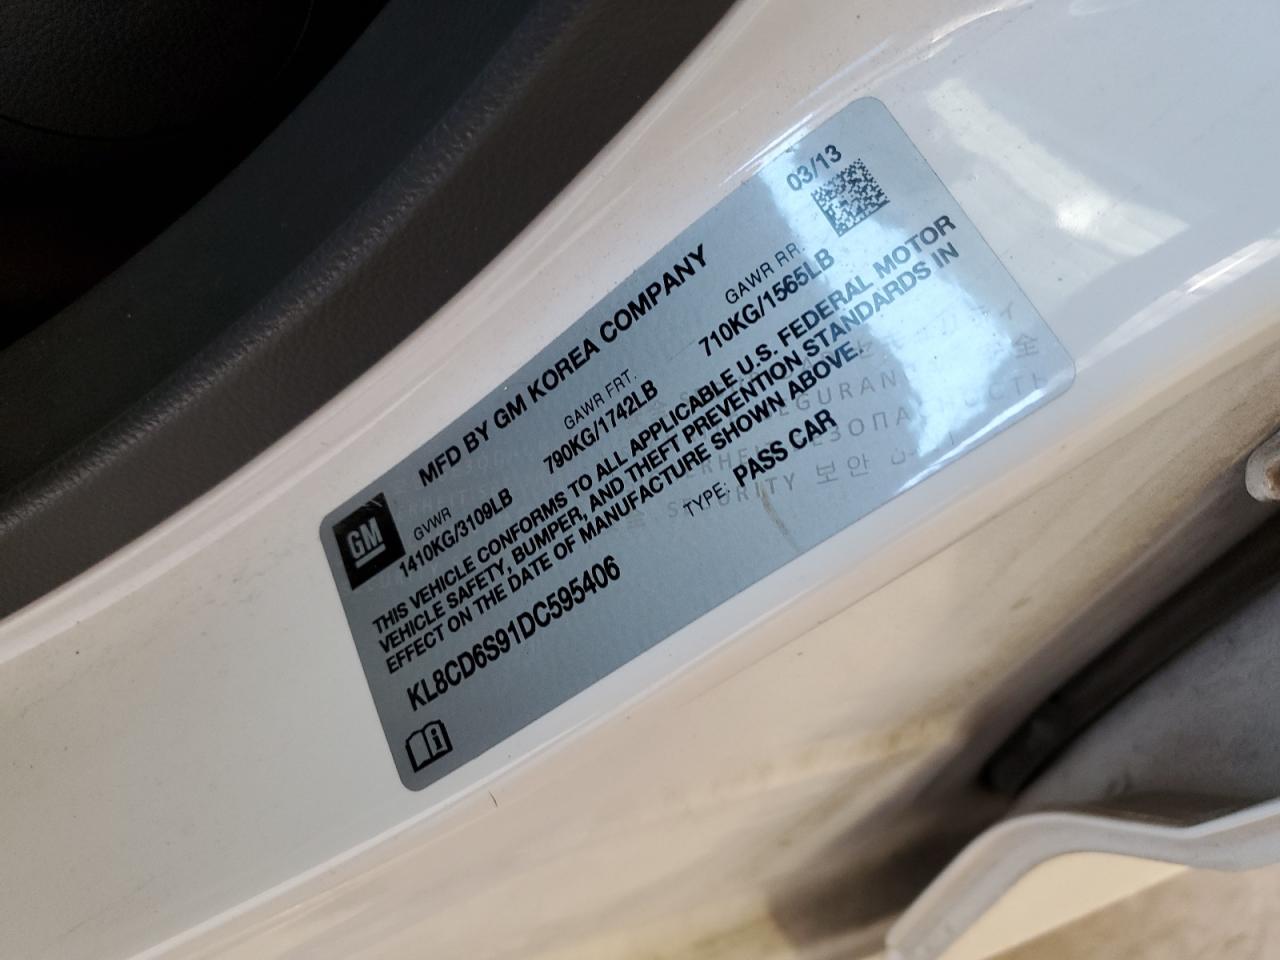 03/13
MFD BY GM KOREA COMPANY
GM
GVWR GAWR FRT. GAWR RR.
1410KG/3109LB 790KG/1742LB 710KG/1565LB
THIS VEHICLE CONFORMS TO ALL APPLICABLE U.S. FEDERAL MOTOR
VEHICLE SAFETY, BUMPER, AND THEFT PREVENTION STANDARDS IN
EFFECT ON THE DATE OF MANUFACTURE SHOWN ABOVE.
KL8CD6S91DC595406 TYPE: PASS CAR
보안